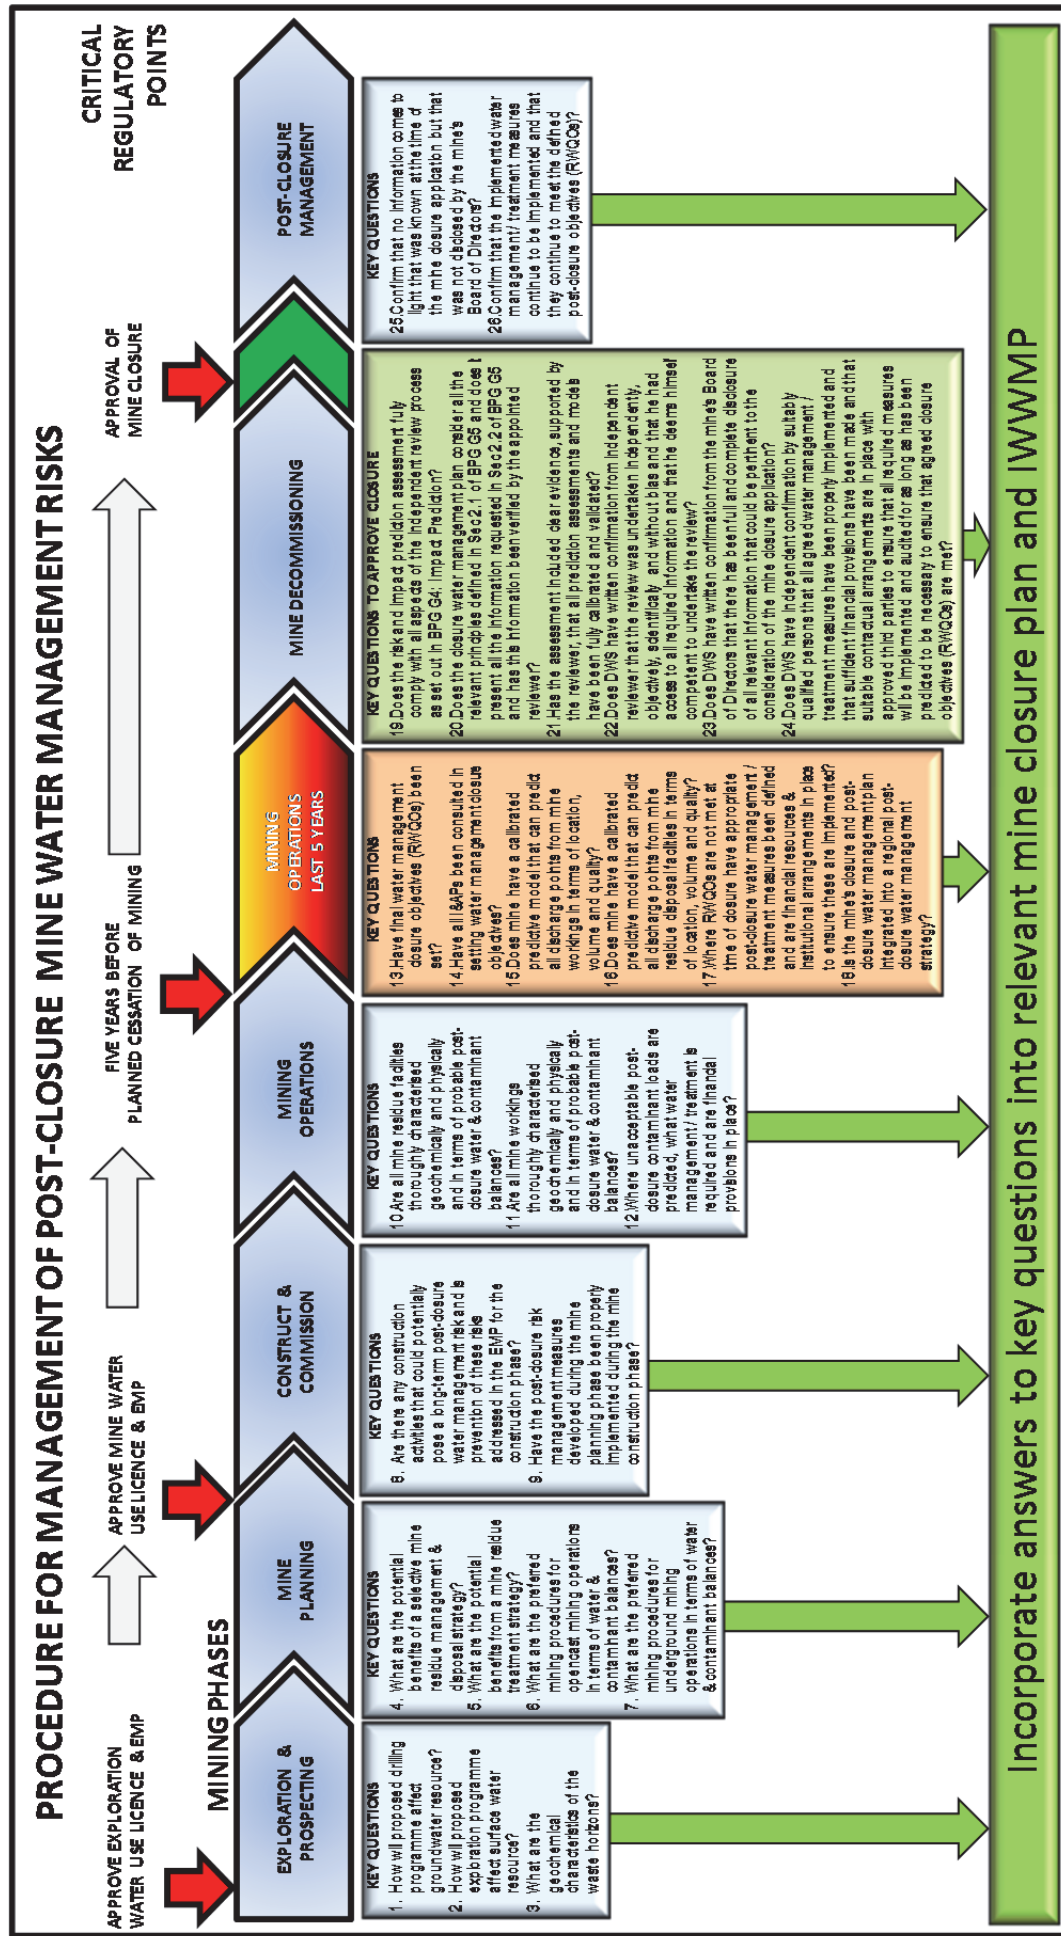 PROCEDURE FOR MANAGEMENT OF POST-CLOSURE MINE WATER MANAGEMENT RISKS
CRITICAL
REGULATORY
POINTS
APPROVE EXPLORATION
WATER USE LICENCE & EMP
APPROVE MINE WATER
USE LICENCE & EMP
FIVE YEARS BEFORE
PLANNED CESSATION OF MINING
APPROVAL OF
MINE CLOSURE
MINING PHASES
EXPLORATION &
PROSPECTING
MINE
PLANNING
CONSTRUCT &
COMMISSION
MINING
OPERATIONS
MINING
OPERATIONS
LAST 5 YEARS
MINE DECOMMISSIONING
POST-CLOSURE
MANAGEMENT
KEY QUESTIONS
1. How will proposed drilling
programme affect
groundwater resource?
2. How will proposed
exploration programme
affect surface water
resource?
3. What are the
geochemical
characteristics of the
waste horizons?
KEY QUESTIONS
4. What are the potential
benefits of a selective mine
residue management &
disposal strategy?
5. What are the potential
benefits from a mine residue
treatment strategy?
6. What are the preferred
mining procedures for
opencast mining operations
in terms of water &
contaminant balances?
7. What are the preferred
mining procedures for
underground mining
operations in terms of water
& contaminant balances?
KEY QUESTIONS
8. Are there any construction
activities that could potentially
pose a long-term post-closure
water management risk and is
prevention of these risks
addressed in the EMP for the
construction phase?
9. Have the post-closure risk
management measures
developed during the mine
planning phase been properly
implemented during the mine
construction phase?
KEY QUESTIONS
10.Are all mine residue facilities
thoroughly characterised
geochemically and physically
and in terms of probable post-
closure water & contaminant
balances?
11.Are all mine workings
thoroughly characterised
geochemically and physically
and in terms of probable post-
closure water & contaminant
balances?
12.Where unacceptable post-
closure contaminant loads are
predicted, what water
management/ treatment is
required and are financial
provisions in place?
KEY QUESTIONS
13.Have final water management
closure objectives (RWQOs) been
set?
14.Have all I&APs been consulted in
setting water management closure
objectives?
15.Does mine have a calibrated
predictive model that can predict
all discharge points from mine
workings in terms of location,
volume and quality?
16.Does mine have a calibrated
predictive model that can predict
all discharge points from mine
residue disposal facilities in terms
of location, volume and quality?
17.Where RWQOs are not met at
time of closure have appropriate
post-closure water management /
treatment measures been defined
and are financial resources &
institutional arrangements in place
to ensure these are implemented?
18.Is the mine's closure and post-
closure water management plan
integrated into a regional post-
closure water management
strategy?
KEY QUESTIONS TO APPROVE CLOSURE
19.Does the risk and impact prediction assessment fully
comply with all aspects of the independent review process
as set out in BPG G4: Impact Prediction?
20.Does the closure water management plan consider all the
relevant principles defined in Sec 2.1 of BPG G5 and does it
present all the information requested in Sec 2.2 of BPG G5
and has this information been verified by the appointed
reviewer?
21.Has the assessment included clear evidence, supported by
the reviewer, that all prediction assessments and models
have been fully calibrated and validated?
22.Does DWS have written confirmation from independent
reviewer that the review was undertaken independently,
objectively, scientifically and without bias and that he had
access to all required information and that he deems himself
competent to undertake the review?
23.Does DWS have written confirmation from the mine's Board
of Directors that there has been full and complete disclosure
of all relevant information that could be pertinent to the
consideration of the mine closure application?
24.Does DWS have independent confirmation by suitably
qualified persons that all agreed water management /
treatment measures have been properly implemented and
that sufficient financial provisions have been made and that
suitable contractual arrangements are in place with
approved third parties to ensure that all required measures
will be implemented and audited for as long as has been
predicted to be necessary to ensure that agreed closure
objectives (RWQOs) are met?
KEY QUESTIONS
25.Confirm that no information comes to
light that was known at the time of
the mine closure application but that
was not disclosed by the mine's
Board of Directors?
26.Confirm that the implemented water
management/ treatment measures
continue to be implemented and that
they continue to meet the defined
post-closure objectives (RWQOs)?
Incorporate answers to key questions into relevant mine closure plan and IWWMP